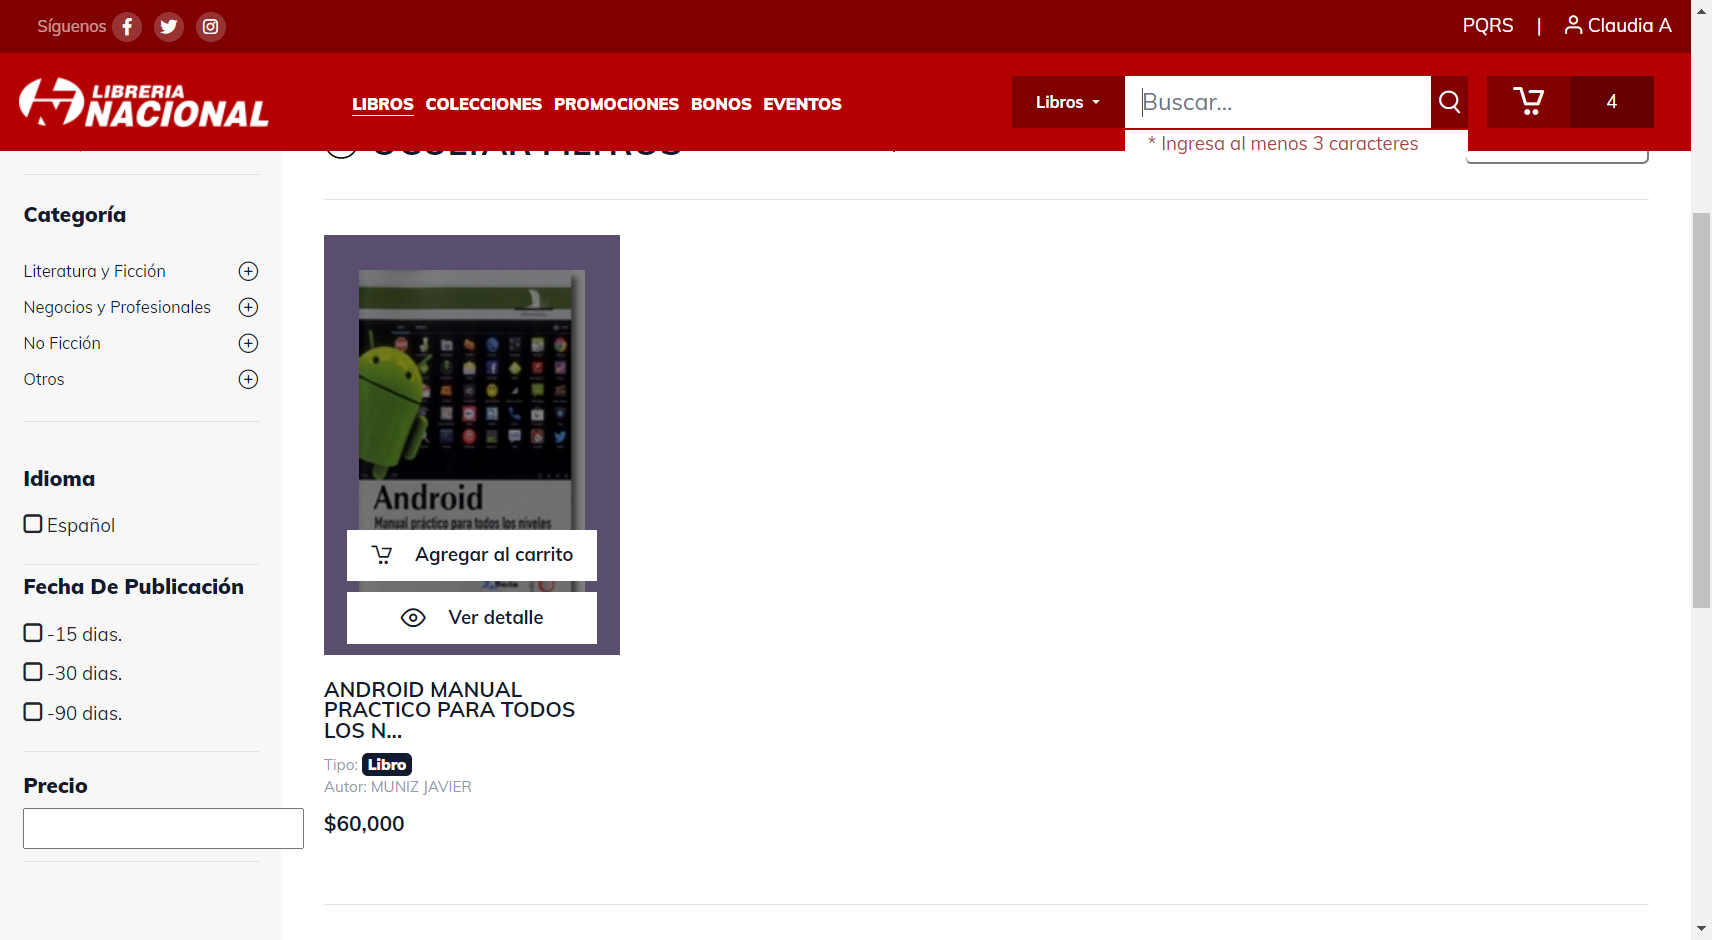 Síguenos
PQRS | Claudia A
LIBRERIA
NACIONAL
LIBROS COLECCIONES PROMOCIONES BONOS EVENTOS
Libros
Buscar...
4
* Ingresa al menos 3 caracteres
OCULTAR FILTROS
Categoría
Literatura y Ficción
Negocios y Profesionales
No Ficción
Otros
Idioma
Español
Fecha De Publicación
-15 dias.
-30 dias.
-90 dias.
Precio
Android
Manual práctico para todos los niveles
Agregar al carrito
Ver detalle
ANDROID MANUAL
PRACTICO PARA TODOS
LOS N...
Tipo: Libro
Autor: MUNIZ JAVIER
$60,000